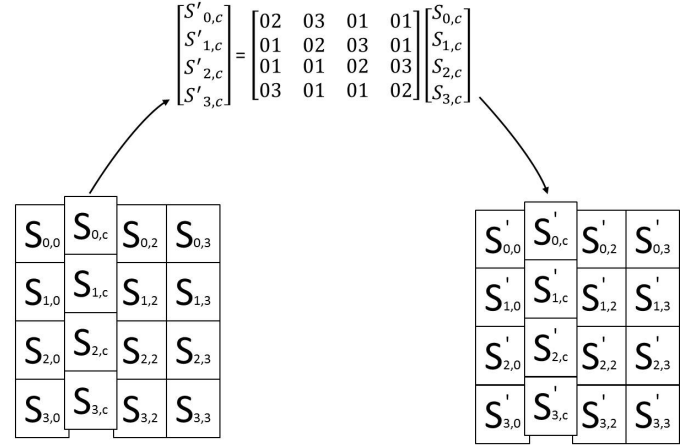 [S'0,c] [02 03 01 01] [S0,c]
[S'1,c] = [01 02 03 01] [S1,c]
[S'2,c] [01 01 02 03] [S2,c]
[S'3,c] [03 01 01 02] [S3,c]
S0,0 S0,c S0,2 S0,3
S1,0 S1,c S1,2 S1,3
S2,0 S2,c S2,2 S2,3
S3,0 S3,c S3,2 S3,3
S'0,0 S'0,c S'0,2 S'0,3
S'1,0 S'1,c S'1,2 S'1,3
S'2,0 S'2,c S'2,2 S'2,3
S'3,0 S'3,c S'3,2 S'3,3